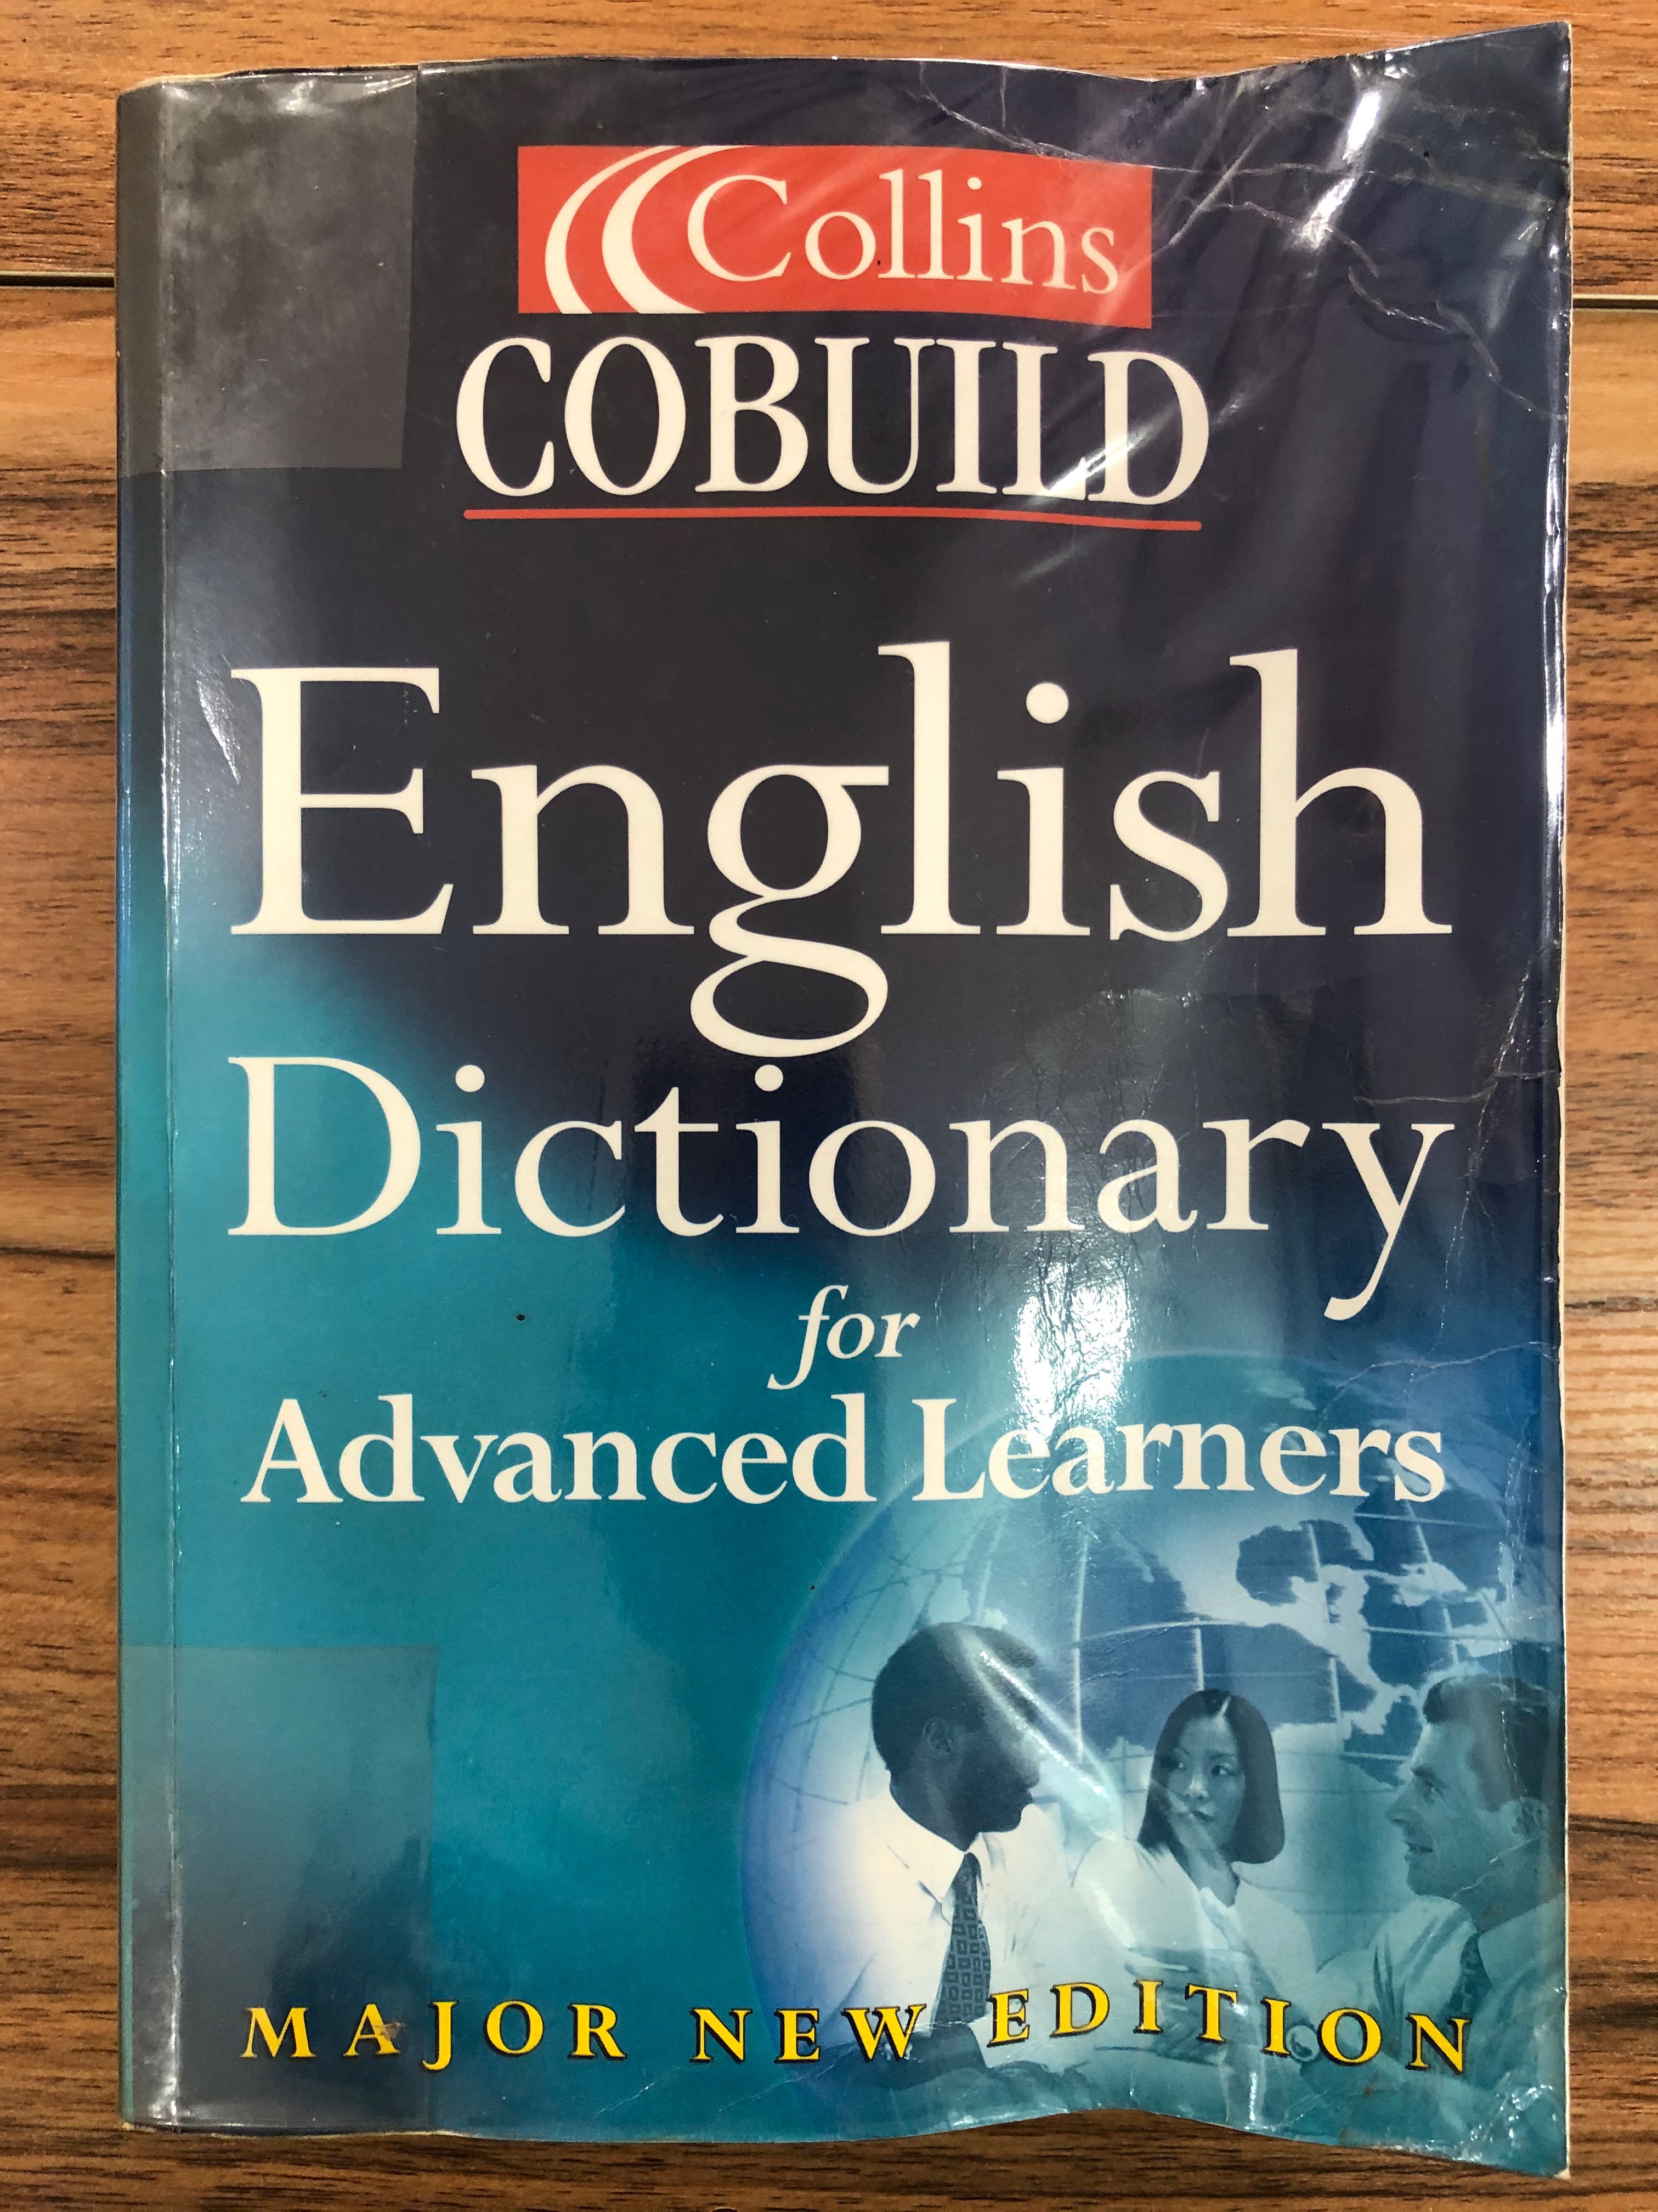 Collins
COBUILD
English
Dictionary
for
Advanced Learners
MAJOR NEW EDITION